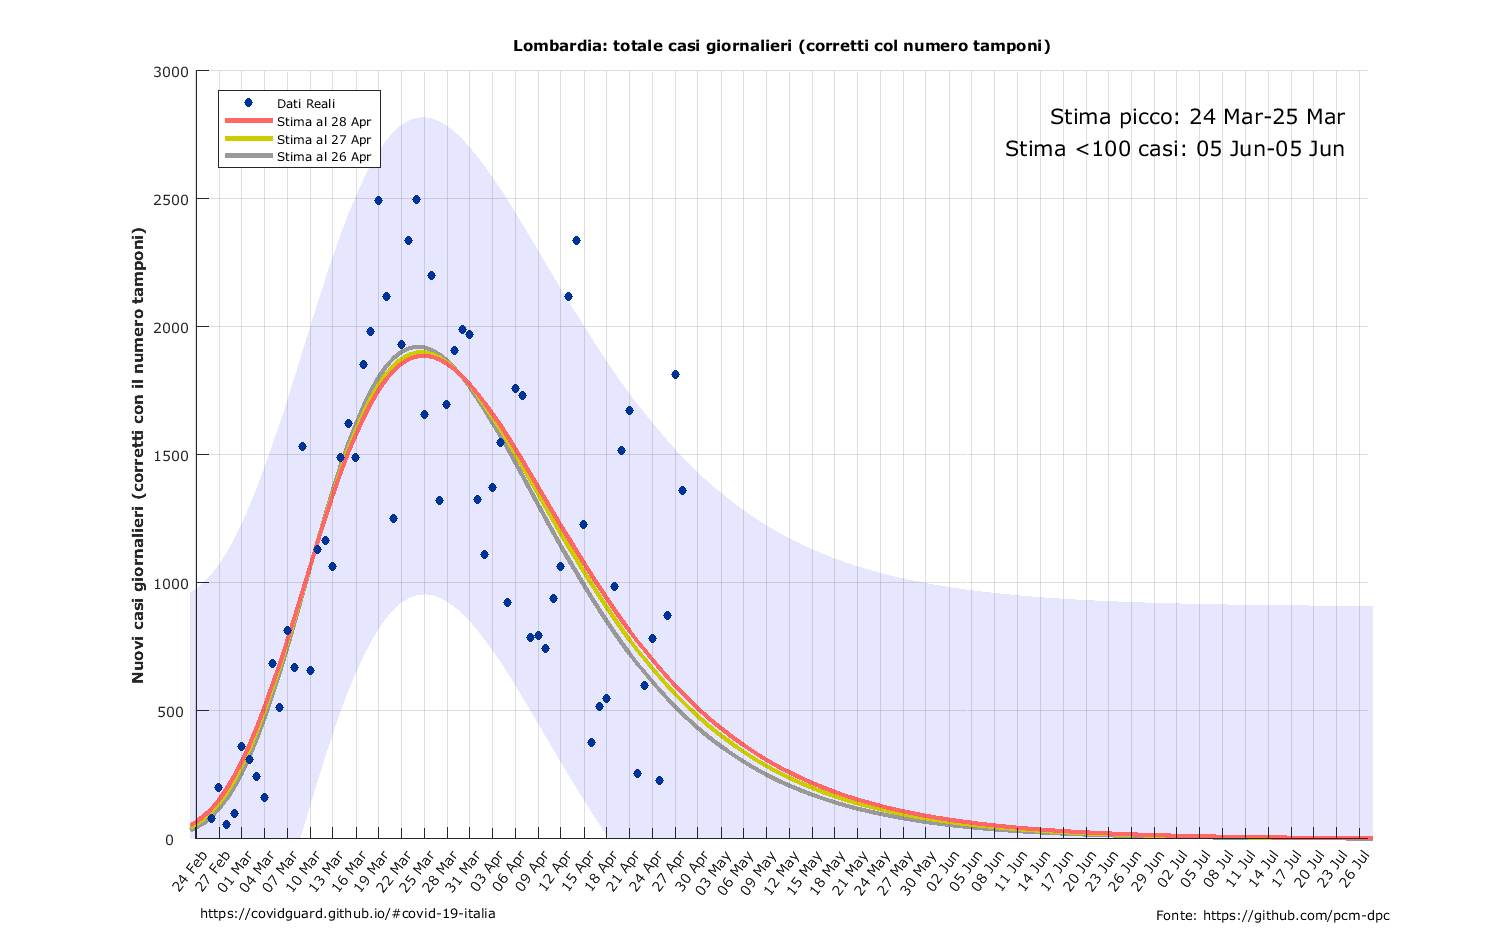 Lombardia: totale casi giornalieri (corretti col numero tamponi)
Stima picco: 24 Mar-25 Mar
Stima <100 casi: 05 Jun-05 Jun
Dati Reali
Stima al 28 Apr
Stima al 27 Apr
Stima al 26 Apr
Nuovi casi giornalieri (corretti con il numero tamponi)
3000
2500
2000
1500
1000
500
0
24 Feb
27 Feb
01 Mar
04 Mar
07 Mar
10 Mar
13 Mar
16 Mar
19 Mar
22 Mar
25 Mar
28 Mar
31 Mar
03 Apr
06 Apr
09 Apr
12 Apr
15 Apr
18 Apr
21 Apr
24 Apr
27 Apr
30 Apr
03 May
06 May
09 May
12 May
15 May
18 May
21 May
24 May
27 May
30 May
02 Jun
05 Jun
08 Jun
11 Jun
14 Jun
17 Jun
20 Jun
23 Jun
26 Jun
29 Jun
02 Jul
05 Jul
08 Jul
11 Jul
14 Jul
17 Jul
20 Jul
23 Jul
26 Jul
https://covidguard.github.io/#covid-19-italia
Fonte: https://github.com/pcm-dpc